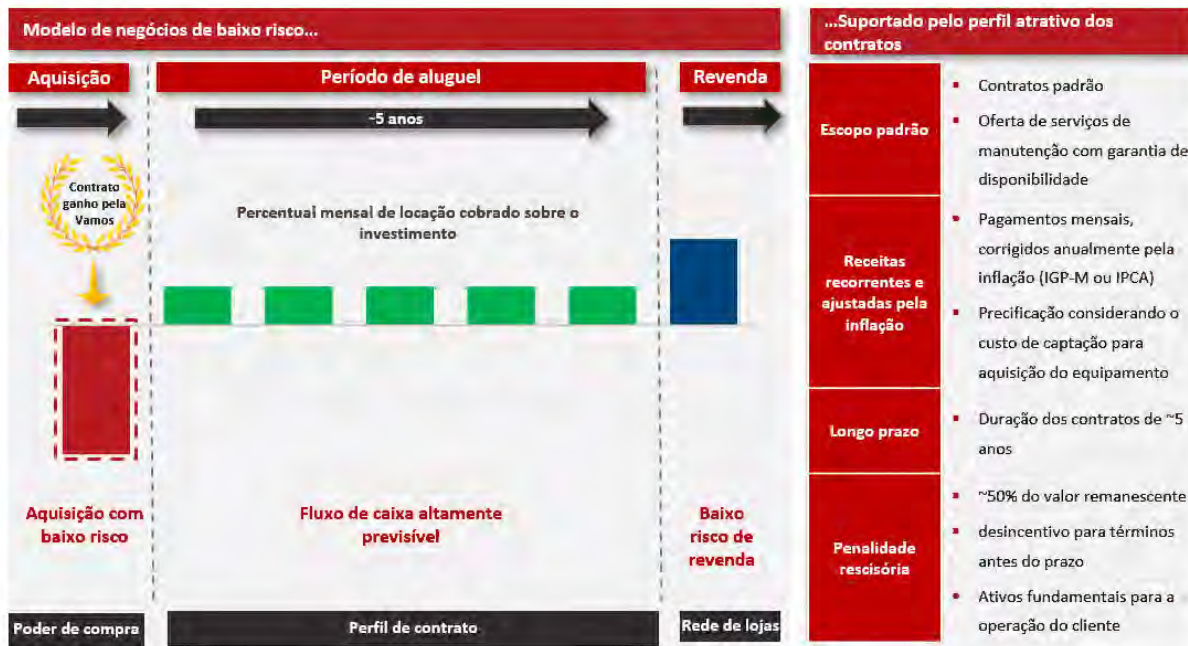 Modelo de negócios de baixo risco...
Aquisição
Período de aluguel
Revenda
~5 anos
Contrato
ganho pela
Vamos
Percentual mensal de locação cobrado sobre o
investimento
Aquisição com
baixo risco
Fluxo de caixa altamente
previsível
Baixo
risco de
revenda
Poder de compra
Perfil de contrato
Rede de lojas
...Suportado pelo perfil atrativo dos
contratos
Escopo padrão
▪ Contratos padrão
▪ Oferta de serviços de
manutenção com garantia de
disponibilidade
Receitas
recorrentes e
ajustadas pela
inflação
▪ Pagamentos mensais,
corrigidos anualmente pela
inflação (IGP-M ou IPCA)
▪ Precificação considerando o
custo de captação para
aquisição do equipamento
Longo prazo
▪ Duração dos contratos de ~5
anos
Penalidade
rescisória
▪ ~50% do valor remanescente
▪ desincentivo para términos
antes do prazo
▪ Ativos fundamentais para a
operação do cliente